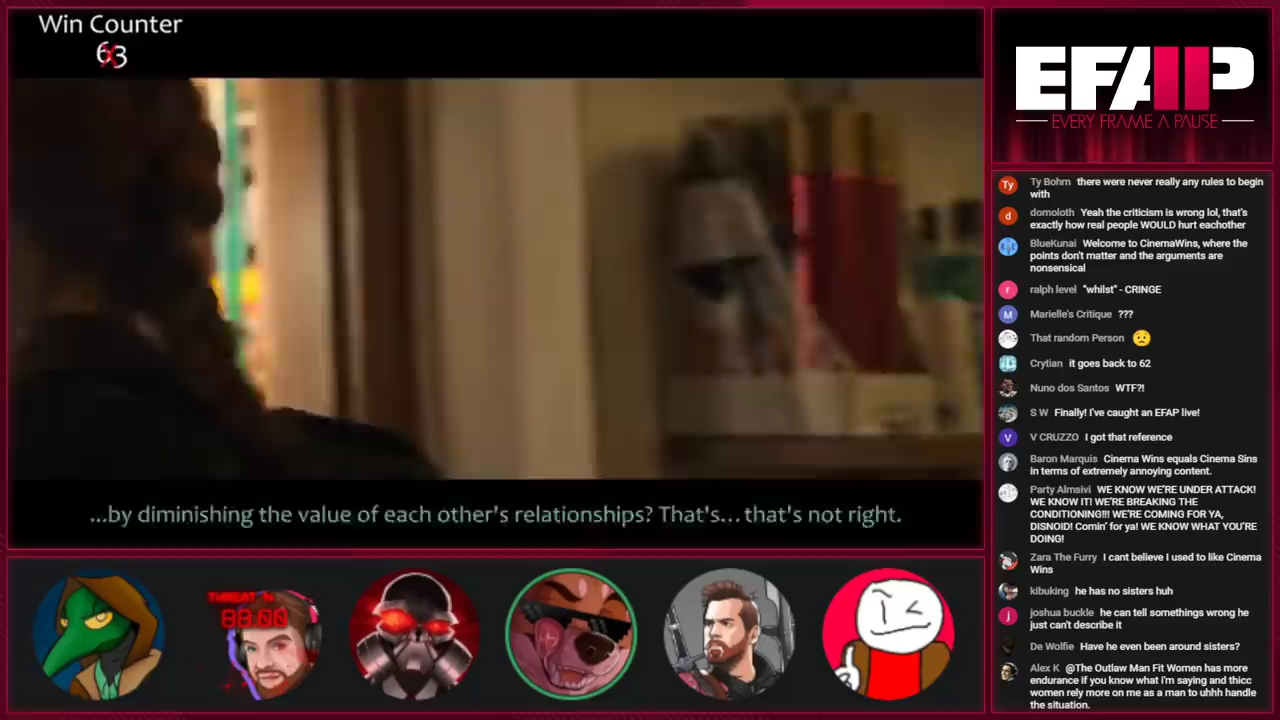 Win Counter
63
...by diminishing the value of each other's relationships? That's... that's not right.
THREAT %
88.00
EFAP
EVERY FRAME A PAUSE
Ty
Ty Bohm there were never really any rules to begin
with
d
domoloth Yeah the criticism is wrong lol, that's
exactly how real people WOULD hurt eachother
BlueKunai Welcome to CinemaWins, where the
points don't matter and the arguments are
nonsensical
r
ralph level "whilst" - CRINGE
M
Marielle's Critique ???
That random Person 😟
Crytian it goes back to 62
Nuno dos Santos WTF?!
S W Finally! I've caught an EFAP live!
V
V CRUZZO I got that reference
Baron Marquis Cinema Wins equals Cinema Sins
in terms of extremely annoying content.
Party Almsivi WE KNOW WE'RE UNDER ATTACK!
WE KNOW IT! WE'RE BREAKING THE
CONDITIONING!!! WE'RE COMING FOR YA,
DISNOID! Comin' for ya! WE KNOW WHAT YOU'RE
DOING!
Zara The Furry I cant believe I used to like Cinema
Wins
kibuking he has no sisters huh
j
joshua buckle he can tell somethings wrong he
just can't describe it
De Wolfie Have he even been around sisters?
Alex K @The Outlaw Man Fit Women has more
endurance if you know what i'm saying and thicc
women rely more on me as a man to uhhh handle
the situation.